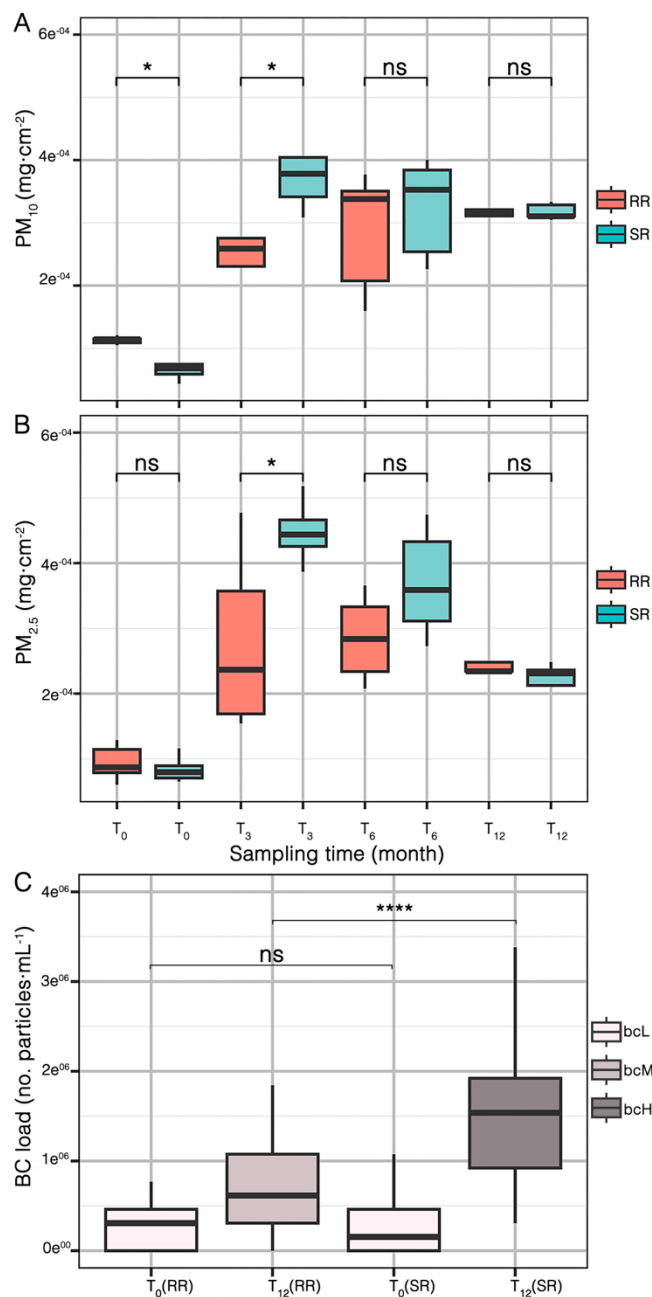 A
6e⁻⁰⁴
* * ns ns
4e⁻⁰⁴
PM₁₀ (mg·cm⁻²)
RR
SR
2e⁻⁰⁴
B
6e⁻⁰⁴
ns * ns ns
4e⁻⁰⁴
PM₂.₅ (mg·cm⁻²)
RR
SR
2e⁻⁰⁴
T₀ T₀ T₃ T₃ T₆ T₆ T₁₂ T₁₂
Sampling time (month)
C
4e⁰⁶
****
ns
3e⁰⁶
BC load (no. particles·mL⁻¹)
bcL
bcM
bcH
2e⁰⁶
1e⁰⁶
0e⁰⁰
T₀(RR) T₁₂(RR) T₀(SR) T₁₂(SR)